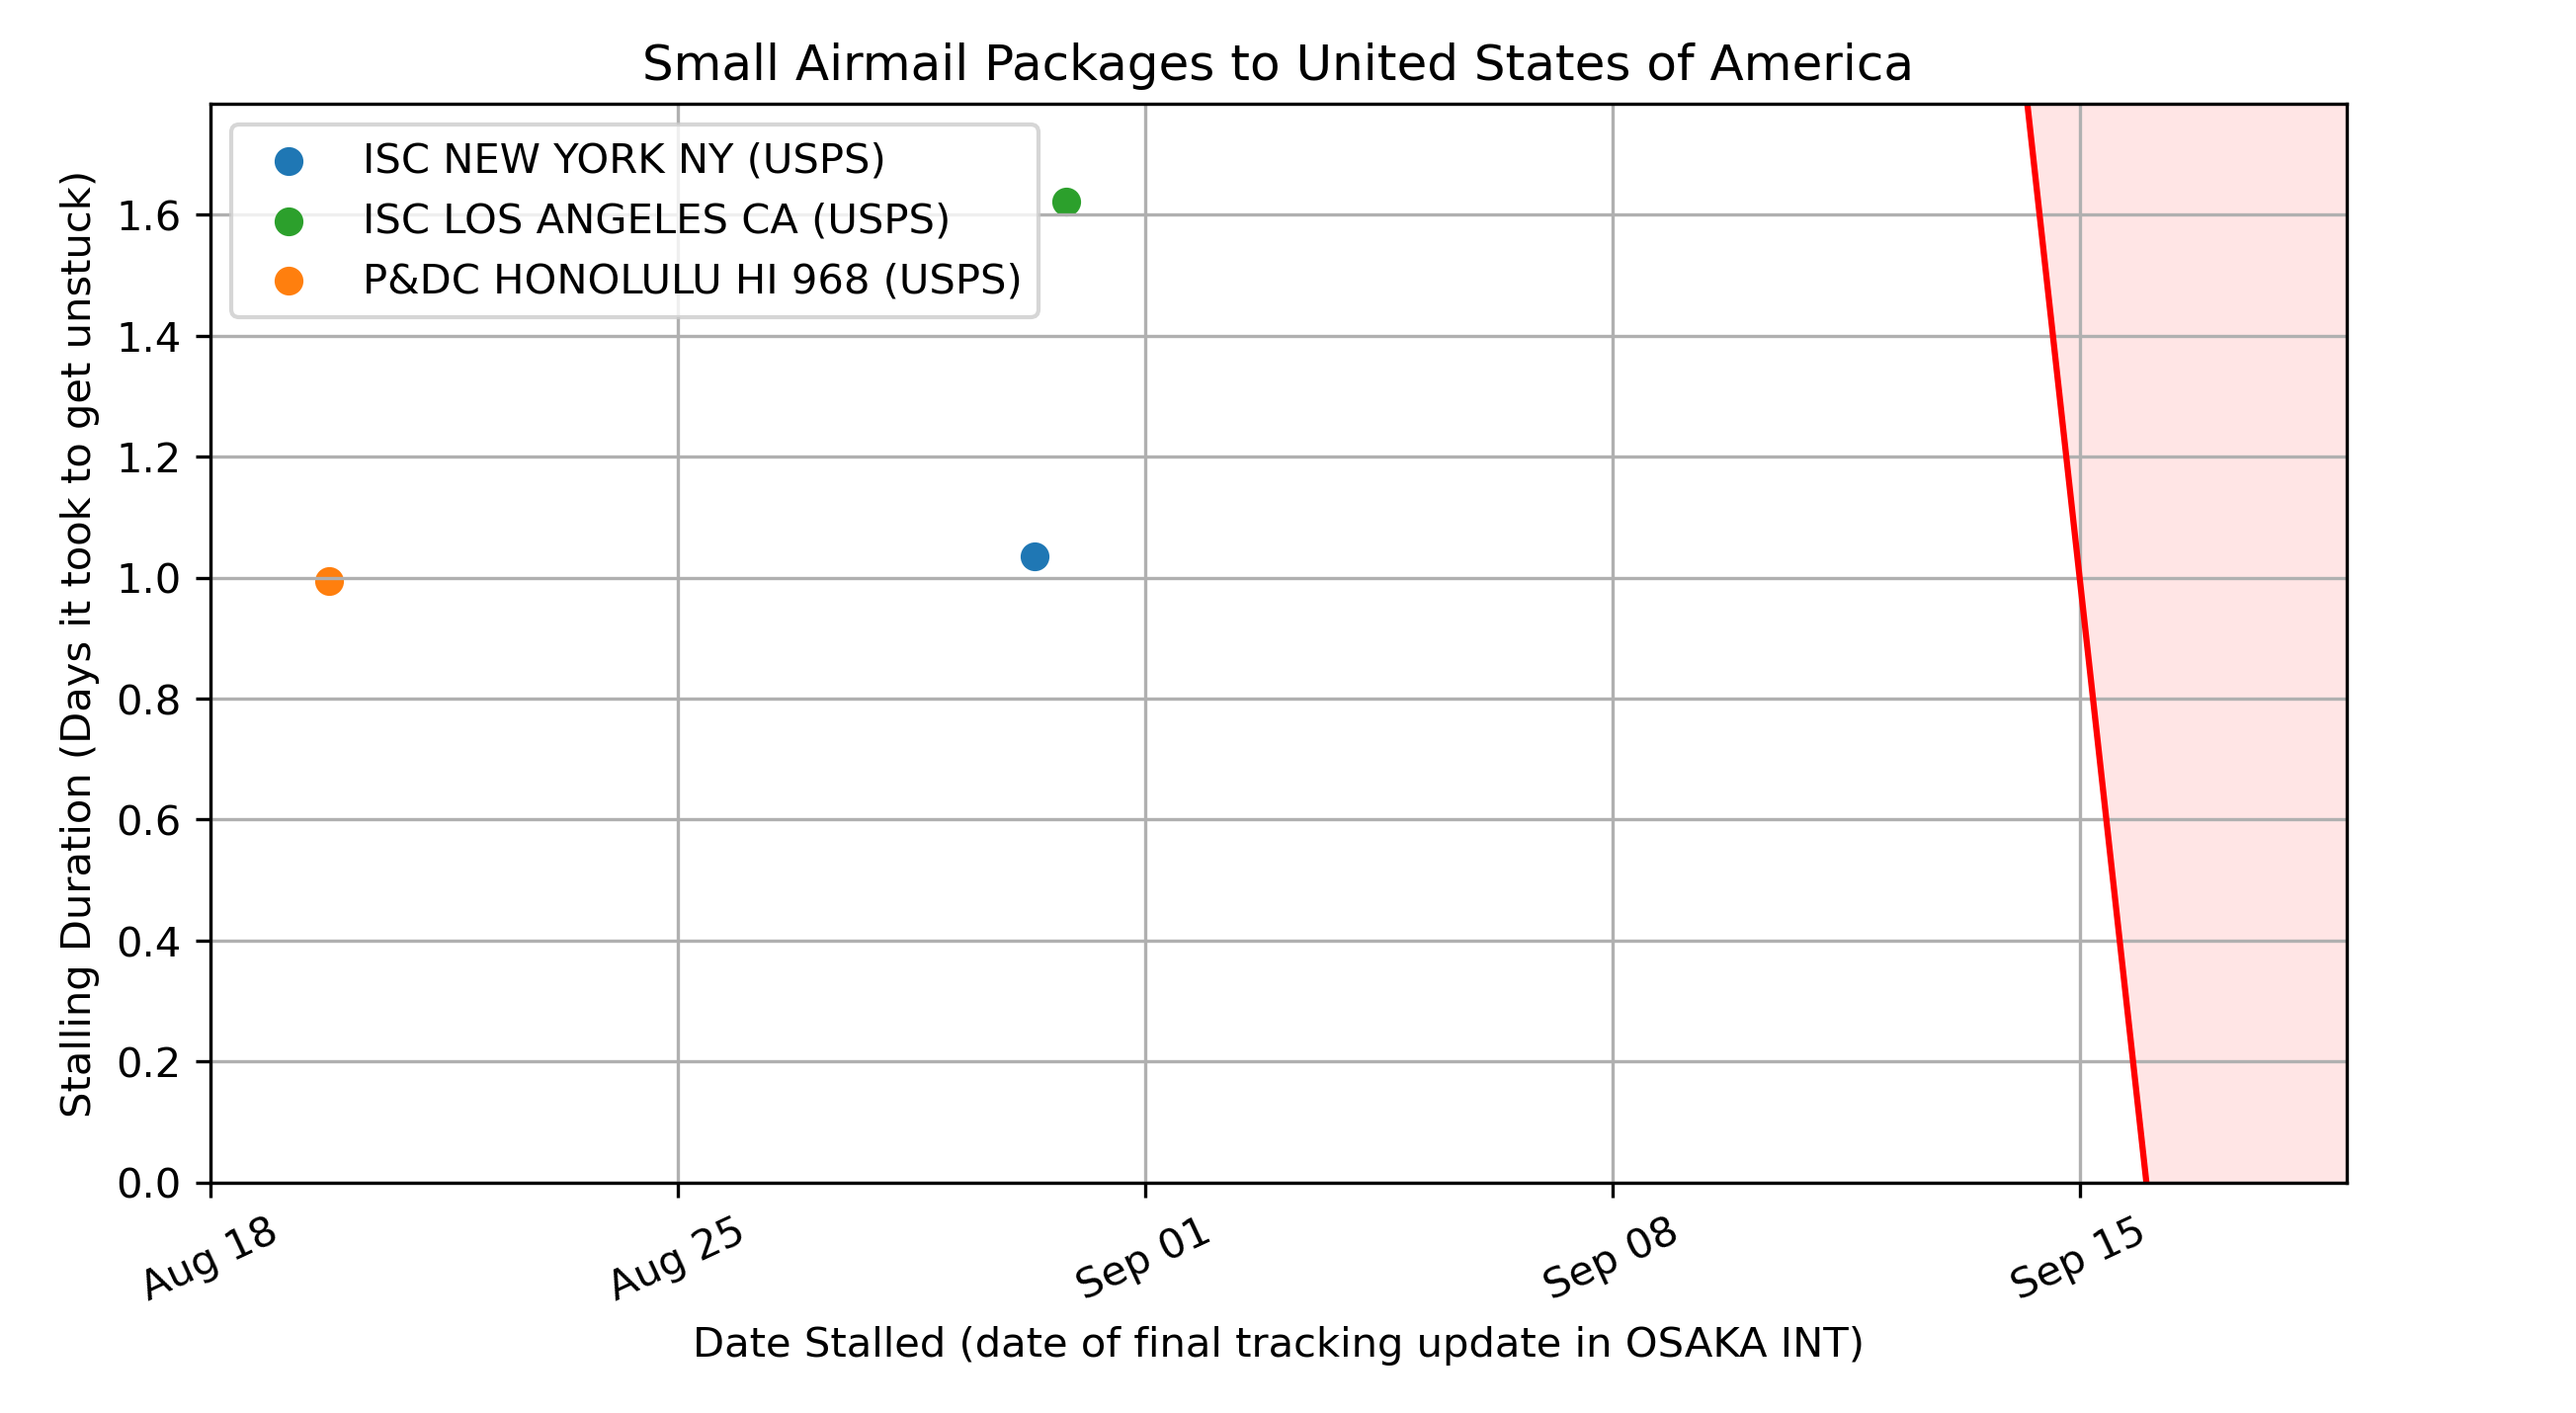 Small Airmail Packages to United States of America
ISC NEW YORK NY (USPS)
ISC LOS ANGELES CA (USPS)
P&DC HONOLULU HI 968 (USPS)
Stalling Duration (Days it took to get unstuck)
1.6
1.4
1.2
1.0
0.8
0.6
0.4
0.2
0.0
Aug 18
Aug 25
Sep 01
Sep 08
Sep 15
Date Stalled (date of final tracking update in OSAKA INT)